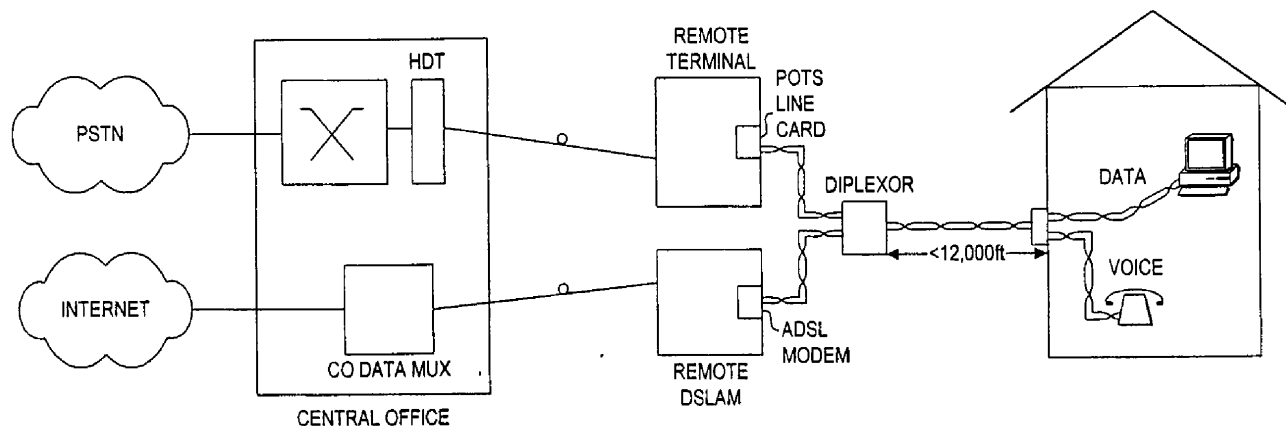 PSTN
HDT
REMOTE
TERMINAL
POTS
LINE
CARD
DIPLEXOR
DATA
<12,000ft
VOICE
INTERNET
CO DATA MUX
CENTRAL OFFICE
ADSL
MODEM
REMOTE
DSLAM